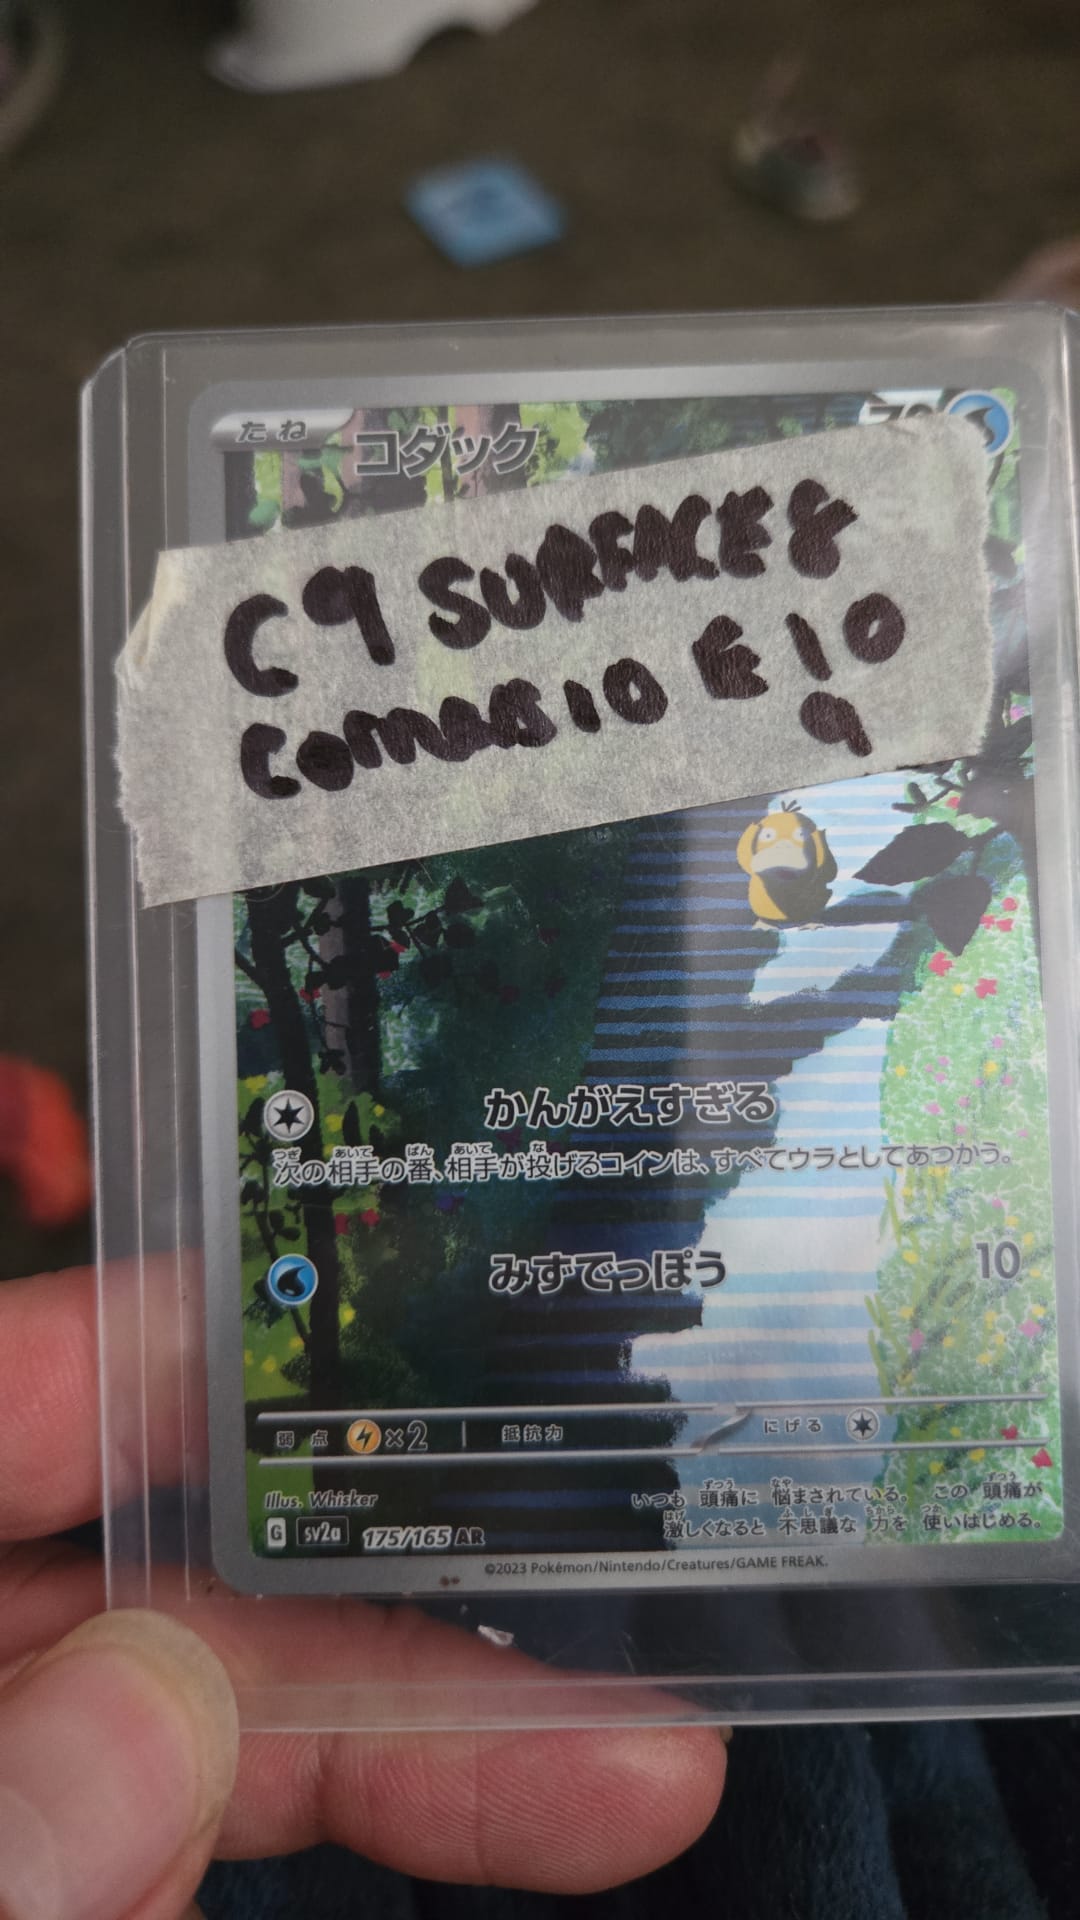 たね コダック 70
C9 SURFACE 8
CORNERS 10 E 10
9
かんがえすぎる
次の相手の番、相手が投げるコインは、すべてウラとしてあつかう。
みずでっぽう 10
弱点 ×2 抵抗力 にげる
Illus. Whisker
いつも 頭痛に 悩まされている。 この 頭痛が
激しくなると 不思議な 力を 使いはじめる。
G sv2a 175/165 AR
©2023 Pokémon/Nintendo/Creatures/GAME FREAK.